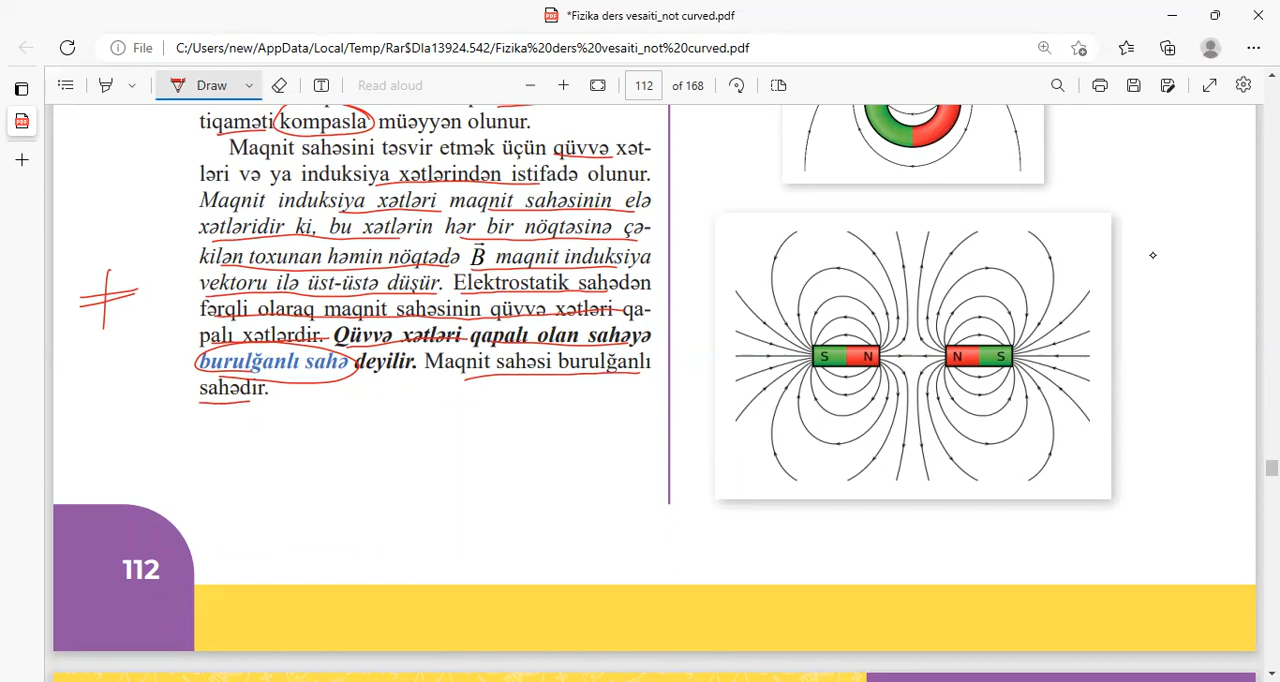 *Fizika ders vesaiti_not curved.pdf
File
C:/Users/new/AppData/Local/Temp/Rar$DIa13924.542/Fizika%20ders%20vesaiti_not%20curved.pdf
Draw
Read aloud
112 of 168
tiqaməti kompasla müəyyən olunur.
Maqnit sahəsini təsvir etmək üçün qüvvə xət-
ləri və ya induksiya xətlərindən istifadə olunur.
Maqnit induksiya xətləri maqnit sahəsinin elə
xətləridir ki, bu xətlərin hər bir nöqtəsinə çə-
kilən toxunan həmin nöqtədə B⃗ maqnit induksiya
vektoru ilə üst-üstə düşür. Elektrostatik sahədən
fərqli olaraq maqnit sahəsinin qüvvə xətləri qa-
palı xətlərdir. Qüvvə xətləri qapalı olan sahəyə
burulğanlı sahə deyilir. Maqnit sahəsi burulğanlı
sahədir.
S N N S
112